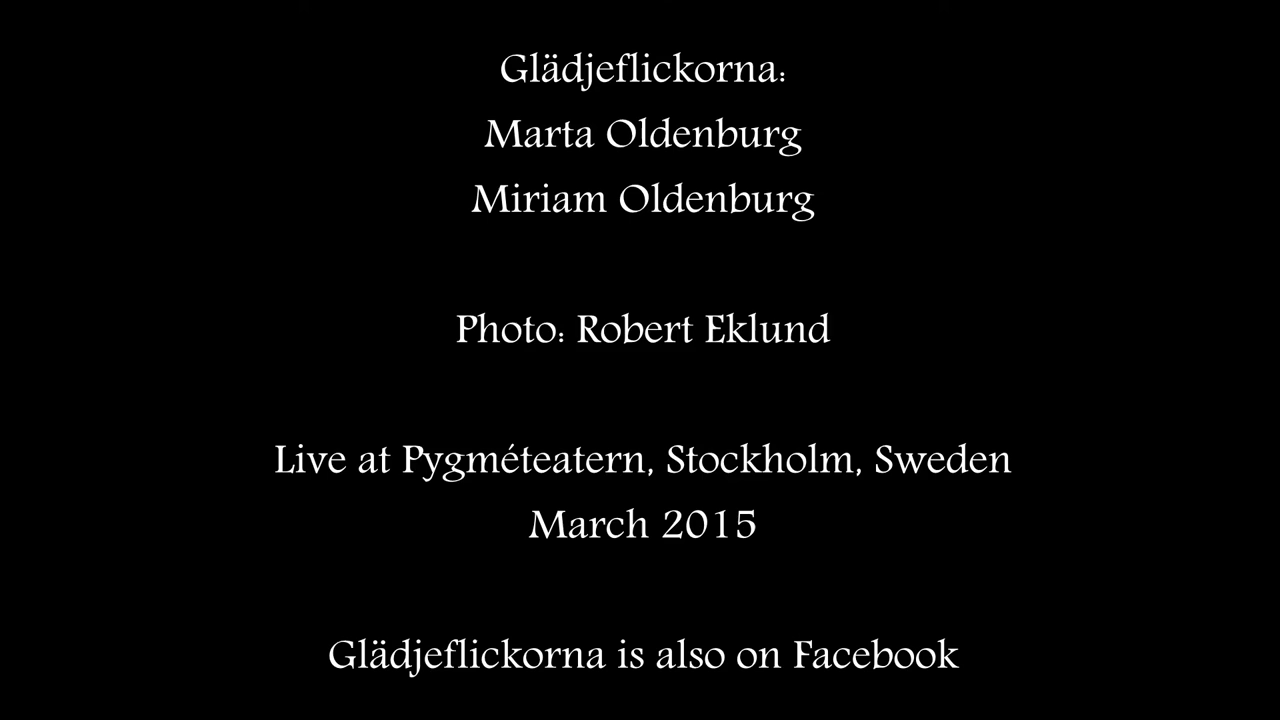 Glädjeflickorna:
Marta Oldenburg
Miriam Oldenburg
Photo: Robert Eklund
Live at Pygméteatern, Stockholm, Sweden
March 2015
Glädjeflickorna is also on Facebook